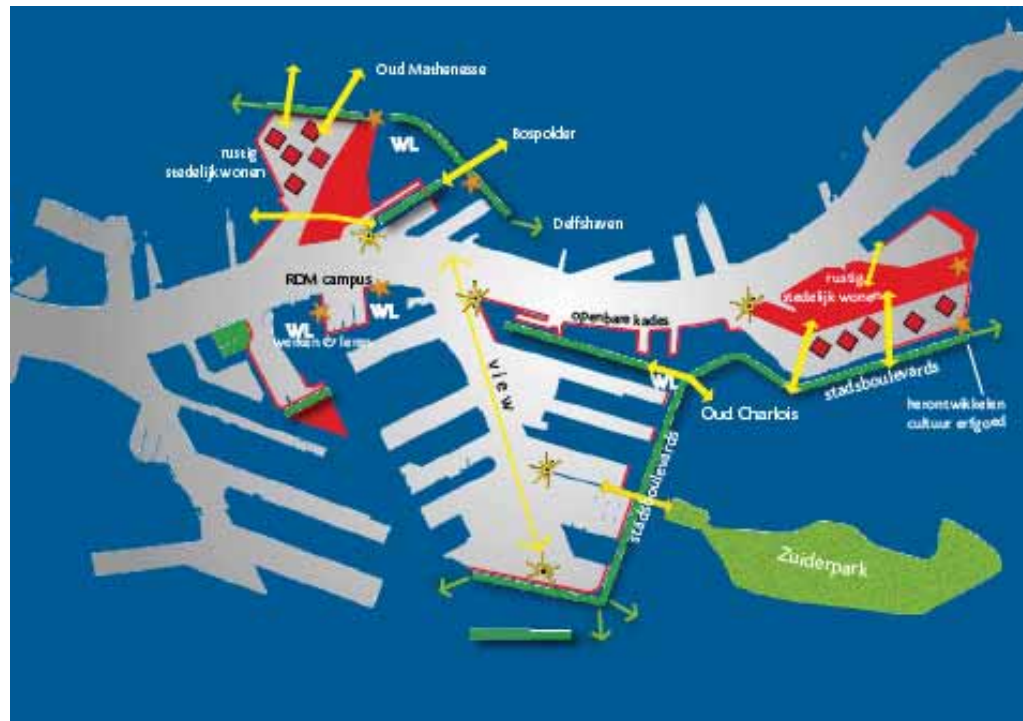 Oud Mathenesse
WL
Bospolder
rustig
stedelijk wonen
Delfshaven
RDM campus
WL
WL
werken & leren
openbare kades
rustig
stedelijk wonen
view
WL
stadsboulevards
Oud Charlois
herontwikkelen
cultuur erfgoed
stadsboulevards
Zuiderpark